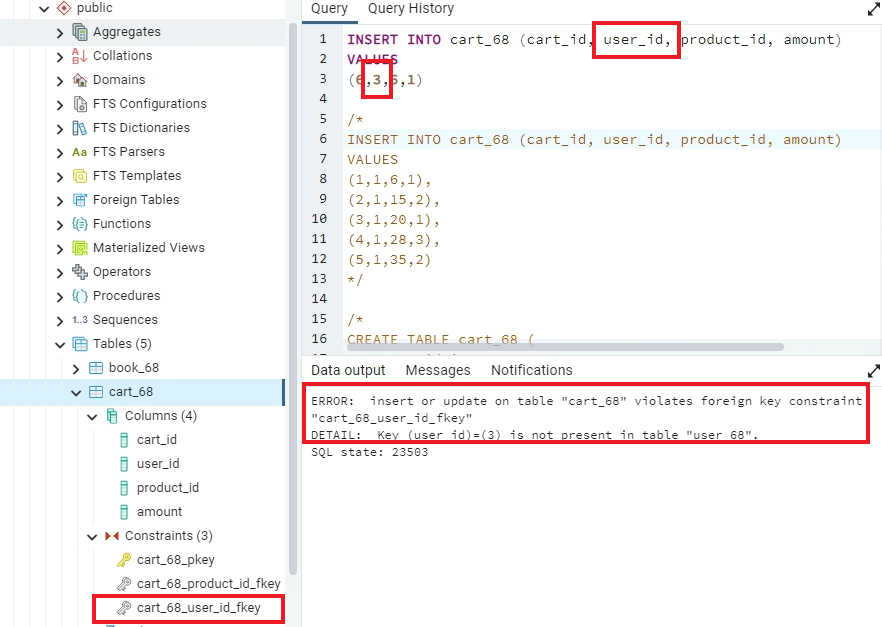 public
Aggregates
Collations
Domains
FTS Configurations
FTS Dictionaries
Aa FTS Parsers
FTS Templates
Foreign Tables
Functions
Materialized Views
Operators
Procedures
1..3 Sequences
Tables (5)
book_68
cart_68
Columns (4)
cart_id
user_id
product_id
amount
Constraints (3)
cart_68_pkey
cart_68_product_id_fkey
cart_68_user_id_fkey
Query Query History
1 INSERT INTO cart_68 (cart_id, user_id, product_id, amount)
2 VALUES
3 (6,3,6,1)
4
5 /*
6 INSERT INTO cart_68 (cart_id, user_id, product_id, amount)
7 VALUES
8 (1,1,6,1),
9 (2,1,15,2),
10 (3,1,20,1),
11 (4,1,28,3),
12 (5,1,35,2)
13 */
14
15 /*
16 CREATE TABLE cart_68 (
Data output Messages Notifications
ERROR: insert or update on table "cart_68" violates foreign key constraint
"cart_68_user_id_fkey"
DETAIL: Key (user_id)=(3) is not present in table "user_68".
SQL state: 23503